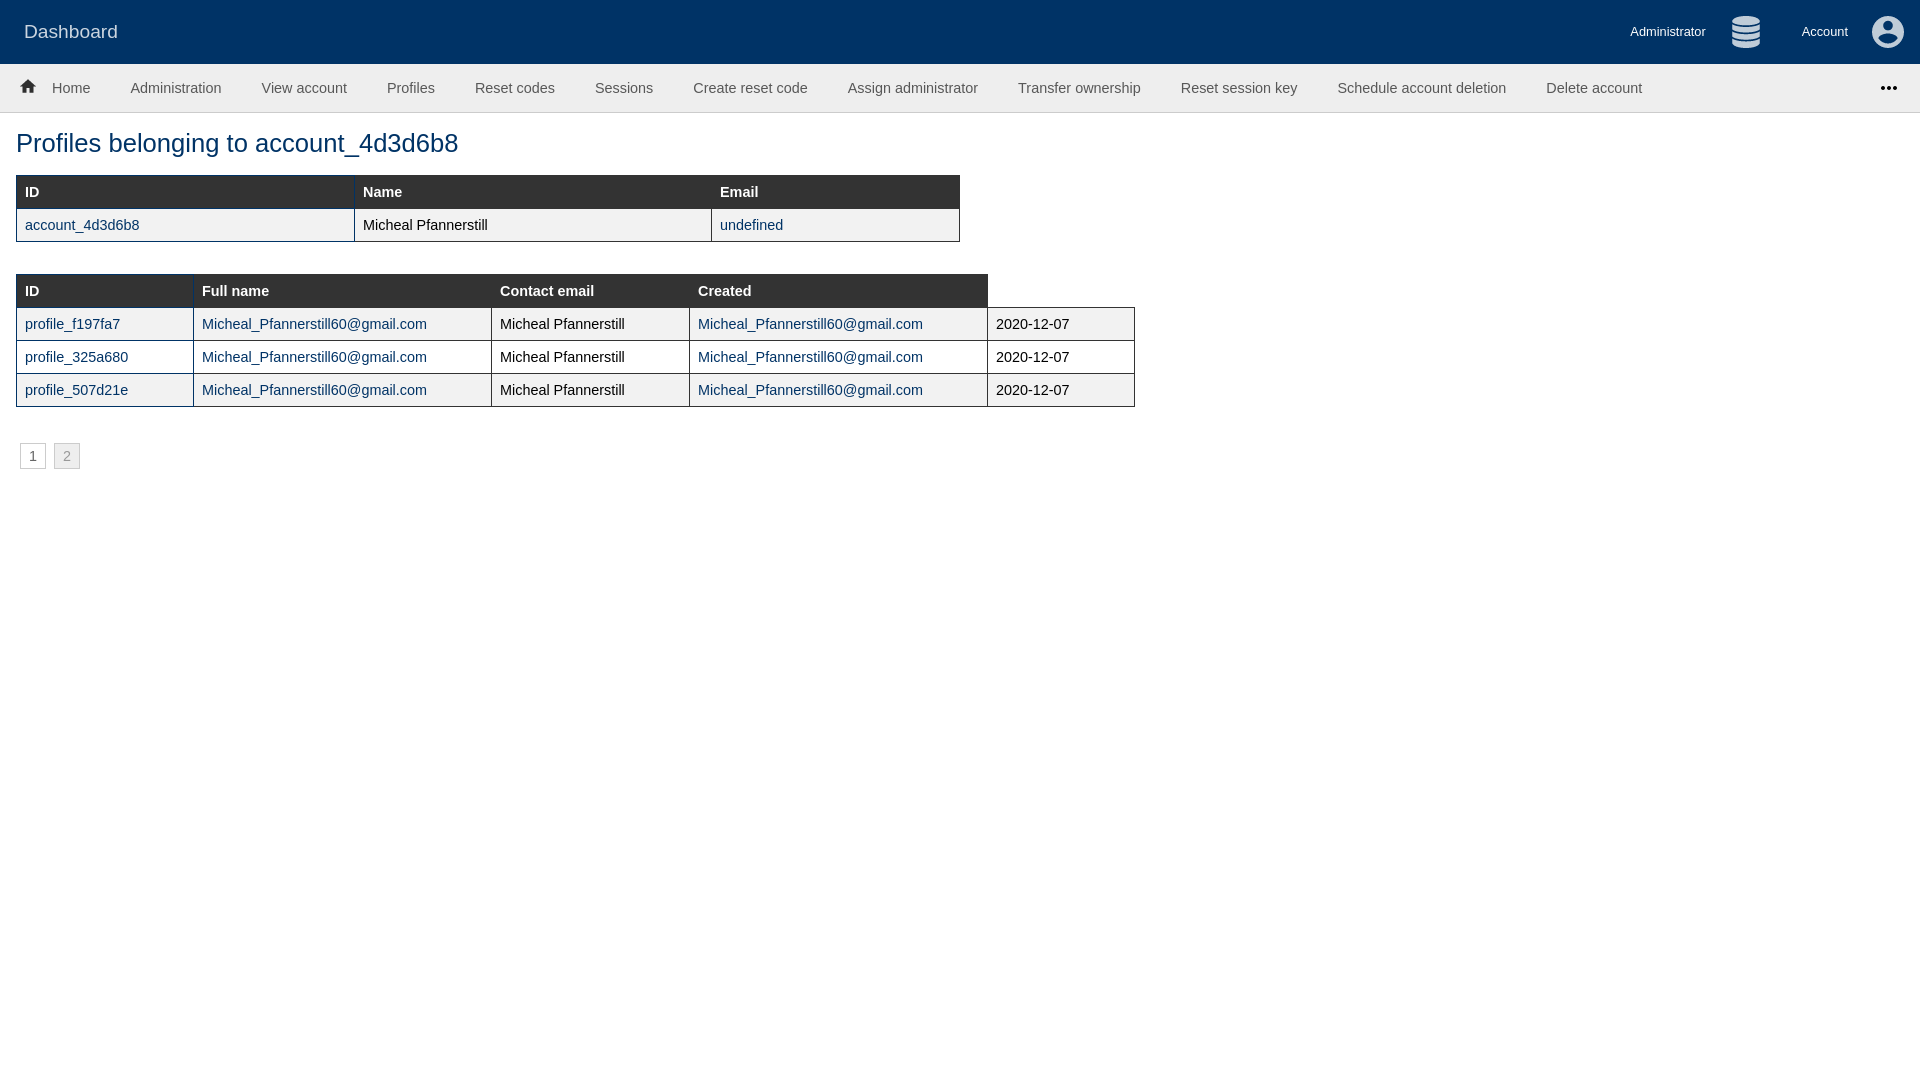 Dashboard Administrator Account
Home Administration View account Profiles Reset codes Sessions Create reset code Assign administrator Transfer ownership Reset session key Schedule account deletion Delete account
Profiles belonging to account_4d3d6b8
ID Name Email
account_4d3d6b8 Micheal Pfannerstill undefined
ID Full name Contact email Created
profile_f197fa7 Micheal_Pfannerstill60@gmail.com Micheal Pfannerstill Micheal_Pfannerstill60@gmail.com 2020-12-07
profile_325a680 Micheal_Pfannerstill60@gmail.com Micheal Pfannerstill Micheal_Pfannerstill60@gmail.com 2020-12-07
profile_507d21e Micheal_Pfannerstill60@gmail.com Micheal Pfannerstill Micheal_Pfannerstill60@gmail.com 2020-12-07
1 2